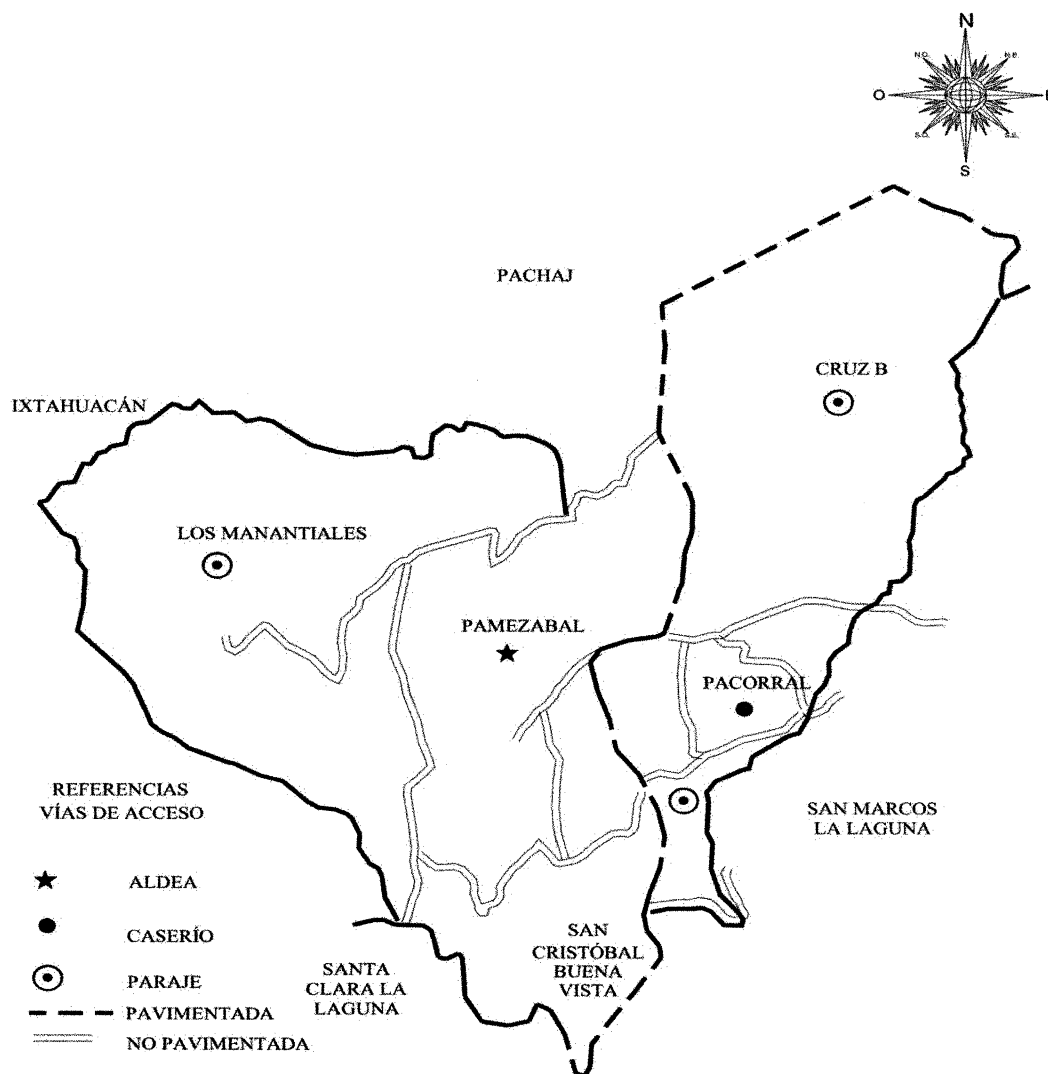 N
N.O.
N.E.
O
E
S.O.
S.E.
S
PACHAJ
CRUZ B
IXTAHUACÁN
LOS MANANTIALES
PAMEZABAL
PACORRAL
REFERENCIAS
VÍAS DE ACCESO
SAN MARCOS
LA LAGUNA
ALDEA
CASERÍO
SAN
CRISTÓBAL
BUENA
VISTA
SANTA
CLARA LA
LAGUNA
PARAJE
PAVIMENTADA
NO PAVIMENTADA